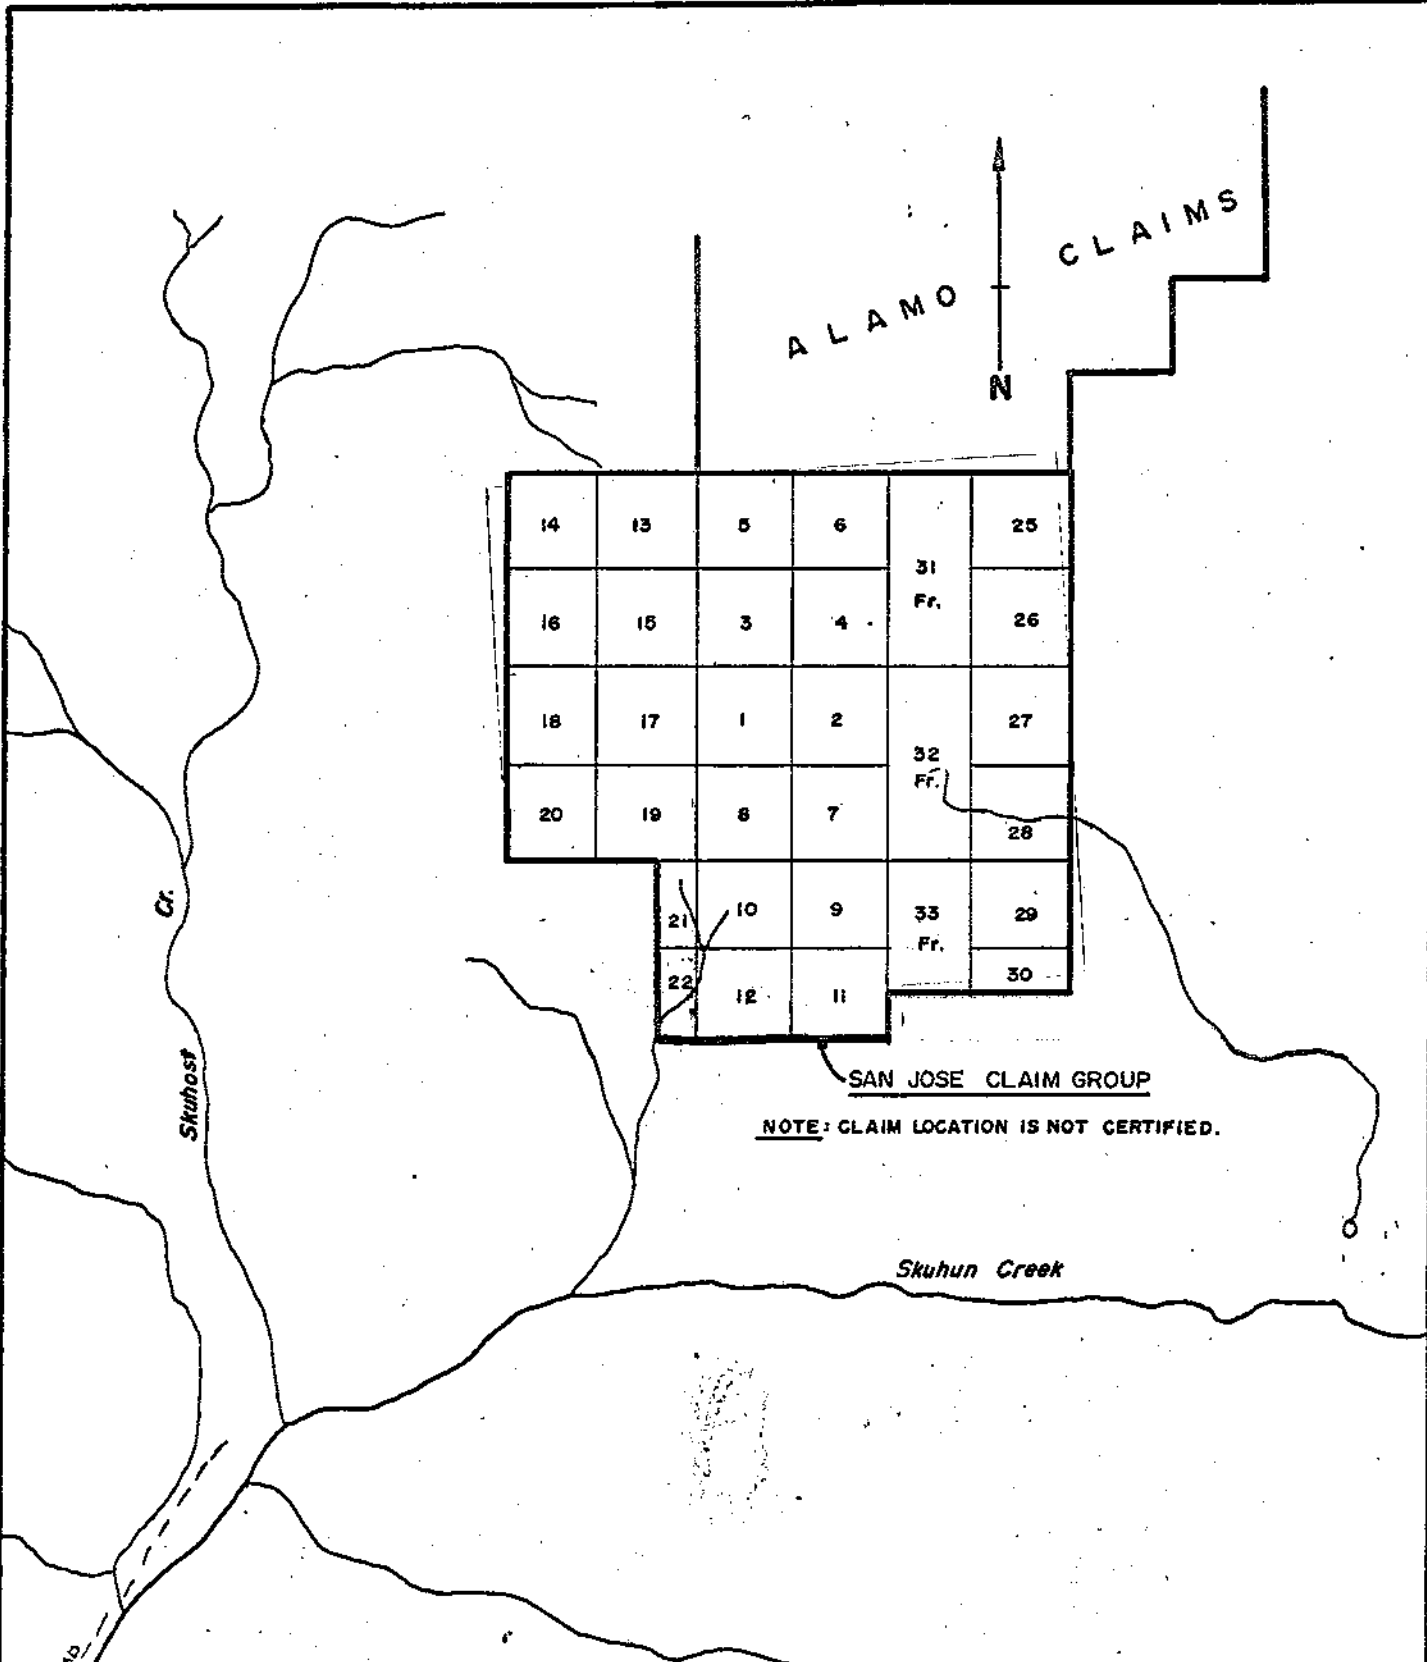 ALAMO CLAIMS
N
14 13 5 6 25
31
Fr.
16 15 3 4 26
18 17 1 2 27
32
Fr.
20 19 8 7 28
21 10 9 33 29
Fr.
22 12 11 30
SAN JOSE CLAIM GROUP
NOTE: CLAIM LOCATION IS NOT CERTIFIED.
Skuhost Cr.
Skuhun Creek